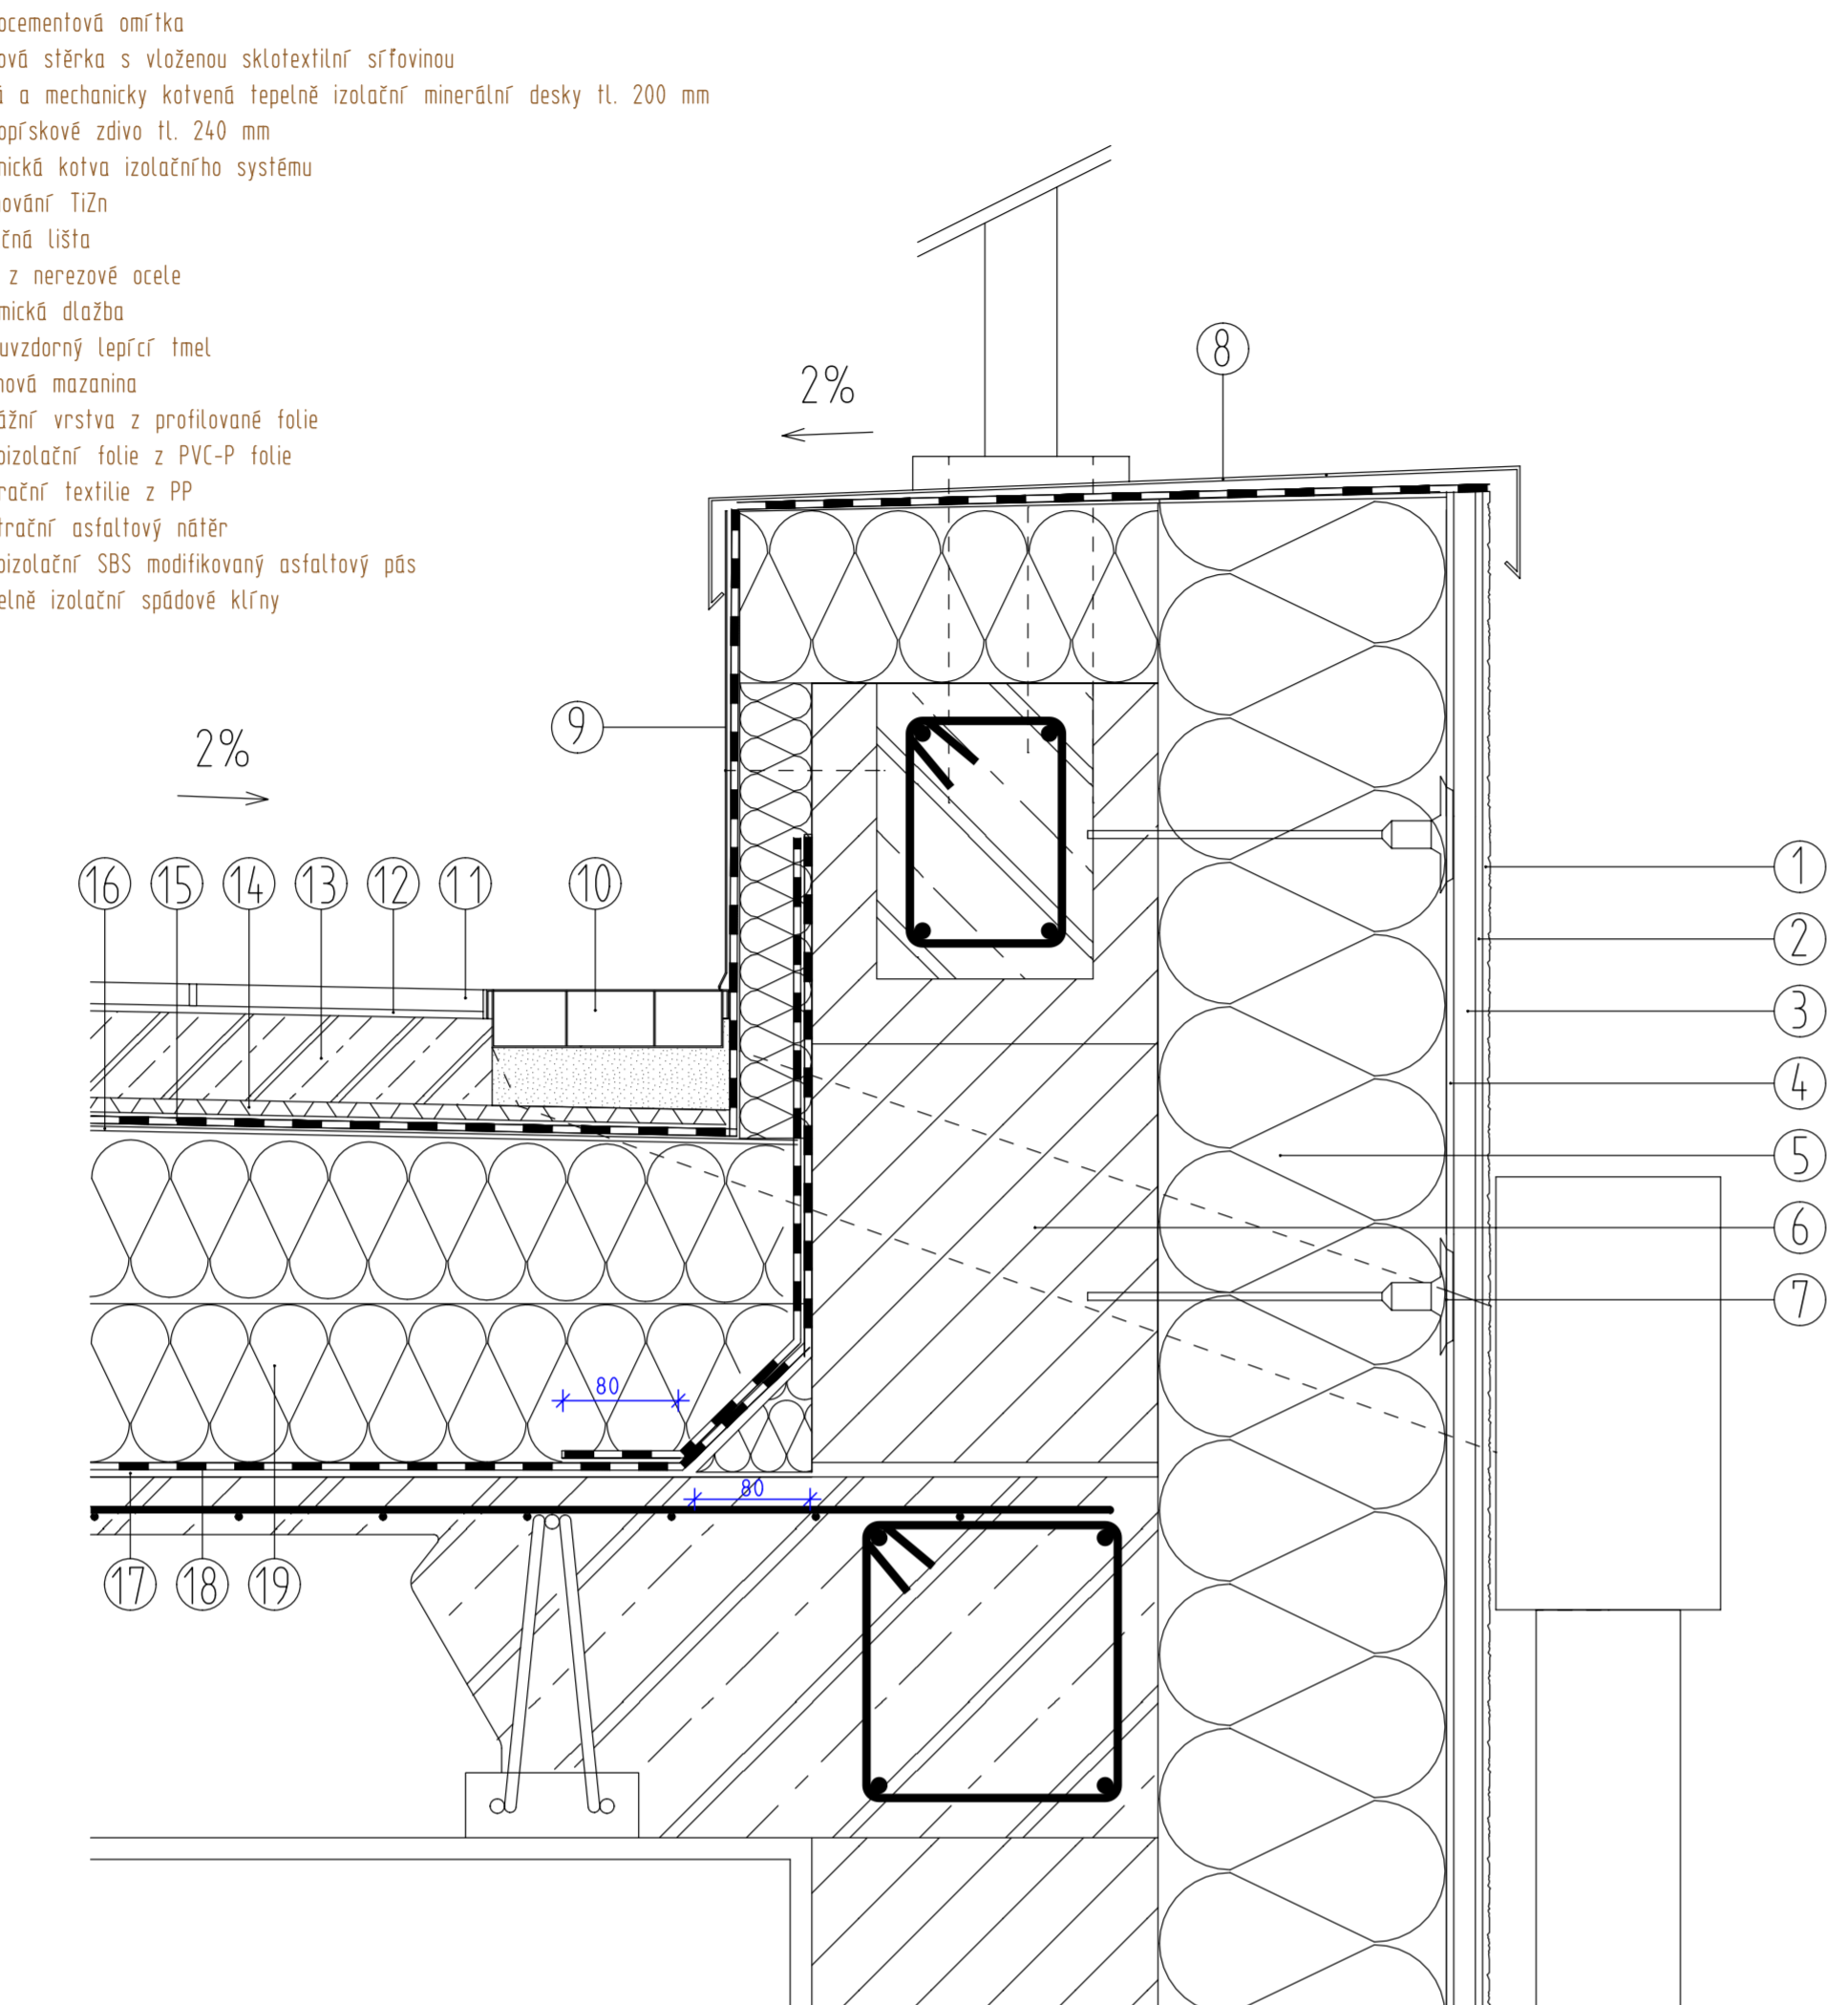 ocementová omítka
ová stěrka s vloženou sklotextilní síťovinou
á a mechanicky kotvená tepelně izolační minerální desky tl. 200 mm
opískové zdivo tl. 240 mm
nická kotva izolačního systému
ování TiZn
čná lišta
z nerezové ocele
mická dlažba
uvzdorný lepící tmel
nová mazanina
ážní vrstva z profilované folie
oizolační folie z PVC-P folie
rační textilie z PP
trační asfaltový nátěr
oizolační SBS modifikovaný asfaltový pás
elně izolační spádové klíny
8
2%
9
2%
16 15 14 13 12 11 10
1
2
3
4
5
6
7
80
80
17 18 19